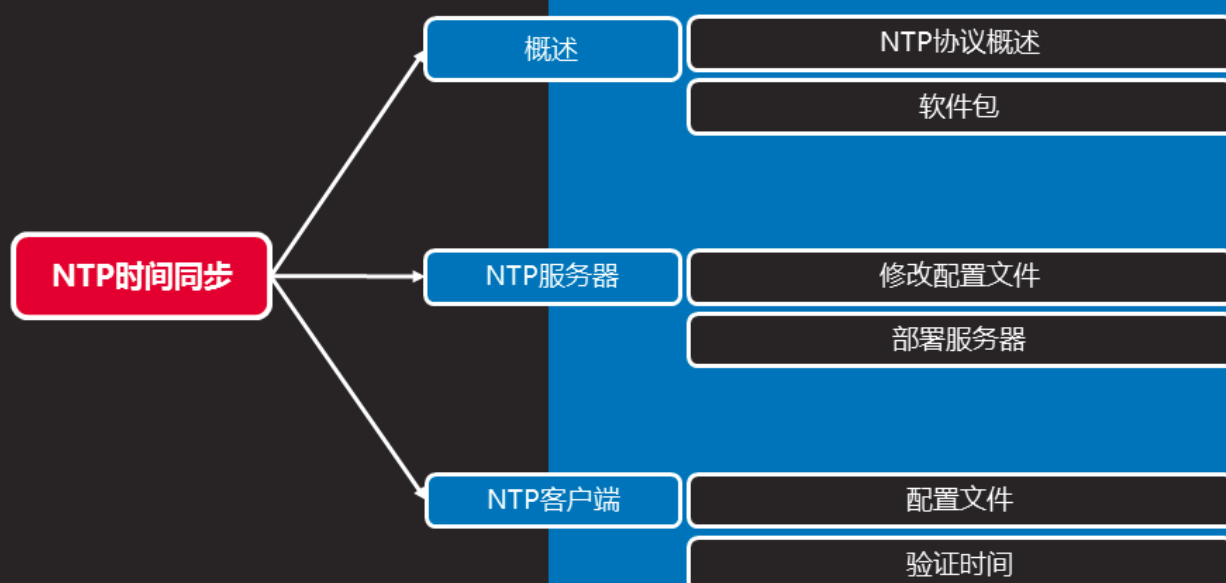 NTP时间同步
概述
NTP协议概述
软件包
NTP服务器
修改配置文件
部署服务器
NTP客户端
配置文件
验证时间